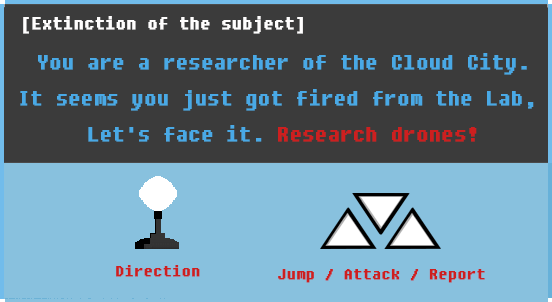 [Extinction of the subject]
You are a researcher of the Cloud City.
It seems you just got fired from the Lab,
Let's face it. Research drones!
Direction
Jump / Attack / Report